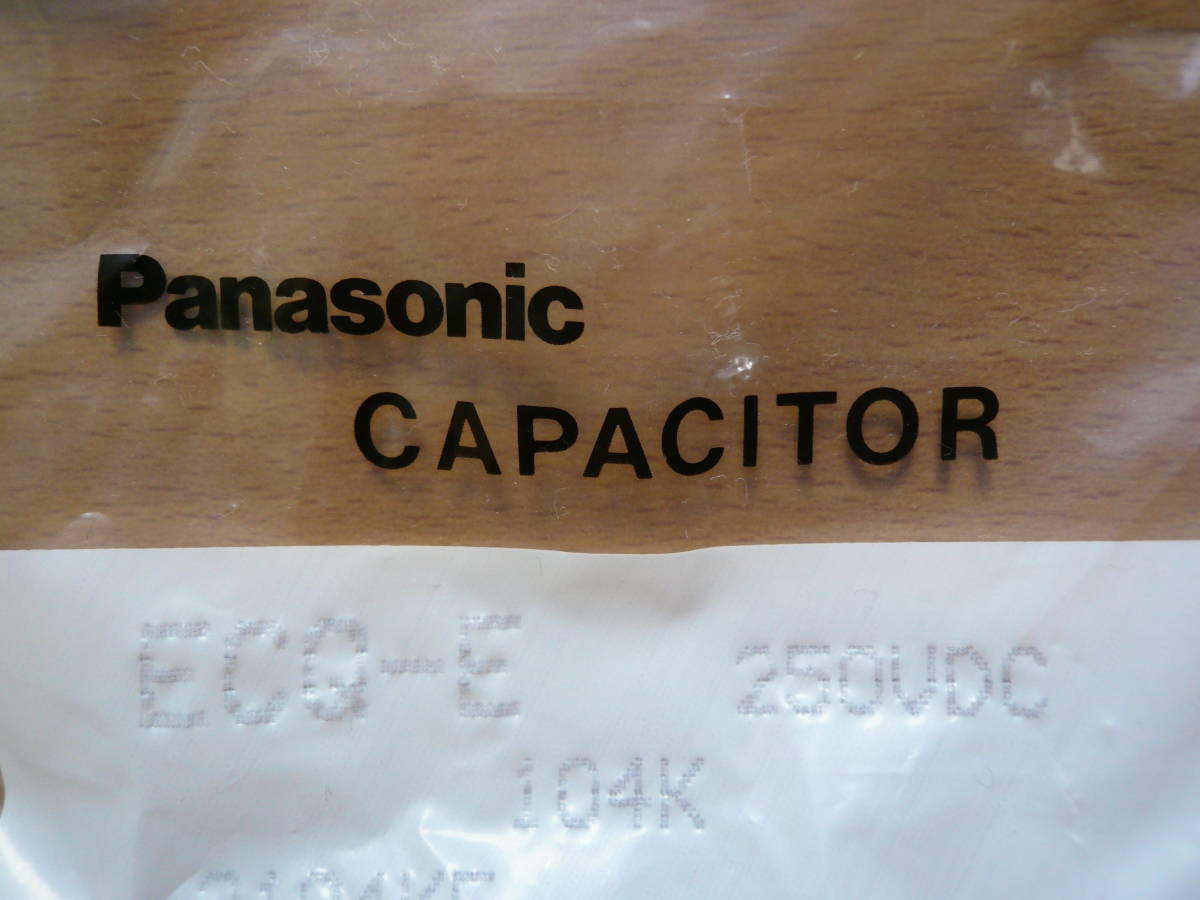 Panasonic
CAPACITOR
ECQ-E 250VDC
104K